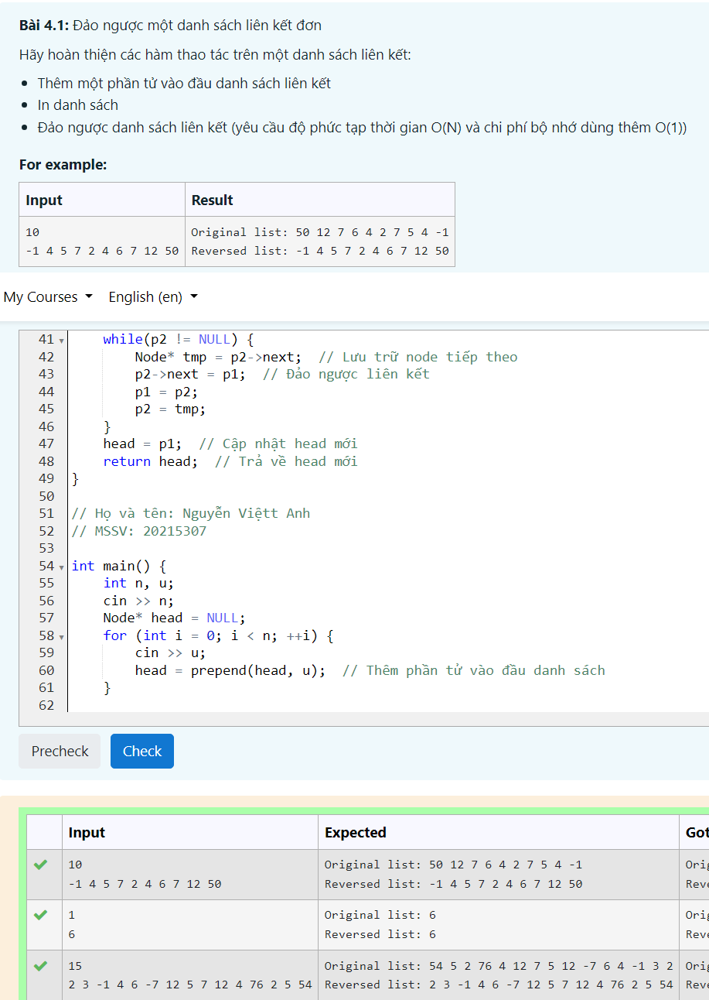 Bài 4.1: Đảo ngược một danh sách liên kết đơn
Hãy hoàn thiện các hàm thao tác trên một danh sách liên kết:
• Thêm một phần tử vào đầu danh sách liên kết
• In danh sách
• Đảo ngược danh sách liên kết (yêu cầu độ phức tạp thời gian O(N) và chi phí bộ nhớ dùng thêm O(1))
For example:
Input Result
10 Original list: 50 12 7 6 4 2 7 5 4 -1
-1 4 5 7 2 4 6 7 12 50 Reversed list: -1 4 5 7 2 4 6 7 12 50
My Courses English (en)
41 while(p2 != NULL) {
42 Node* tmp = p2->next; // Lưu trữ node tiếp theo
43 p2->next = p1; // Đảo ngược liên kết
44 p1 = p2;
45 p2 = tmp;
46 }
47 head = p1; // Cập nhật head mới
48 return head; // Trả về head mới
49 }
50
51 // Họ và tên: Nguyễn Việtt Anh
52 // MSSV: 20215307
53
54 int main() {
55 int n, u;
56 cin >> n;
57 Node* head = NULL;
58 for (int i = 0; i < n; ++i) {
59 cin >> u;
60 head = prepend(head, u); // Thêm phần tử vào đầu danh sách
61 }
62
Precheck Check
Input Expected Got
10 Original list: 50 12 7 6 4 2 7 5 4 -1 Orig
-1 4 5 7 2 4 6 7 12 50 Reversed list: -1 4 5 7 2 4 6 7 12 50 Reve
1 Original list: 6 Orig
6 Reversed list: 6 Reve
15 Original list: 54 5 2 76 4 12 7 5 12 -7 6 4 -1 3 2 Orig
2 3 -1 4 6 -7 12 5 7 12 4 76 2 5 54 Reversed list: 2 3 -1 4 6 -7 12 5 7 12 4 76 2 5 54 Reve